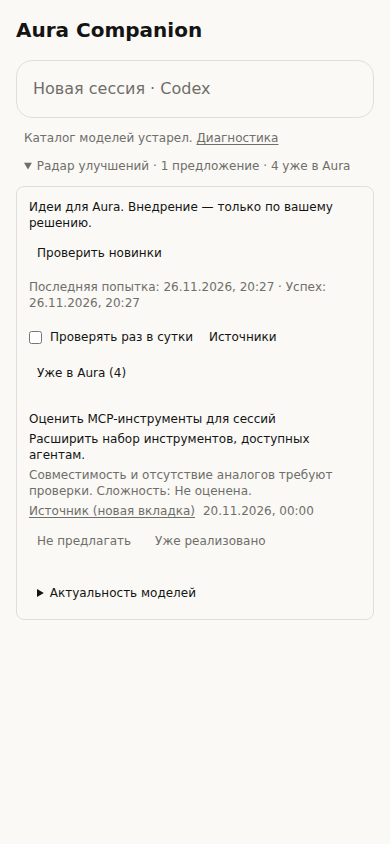 Aura Companion
Новая сессия · Codex
Каталог моделей устарел. Диагностика
▼ Радар улучшений · 1 предложение · 4 уже в Aura
Идеи для Aura. Внедрение — только по вашему
решению.
Проверить новинки
Последняя попытка: 26.11.2026, 20:27 · Успех:
26.11.2026, 20:27
Проверять раз в сутки Источники
Уже в Aura (4)
Оценить MCP-инструменты для сессий
Расширить набор инструментов, доступных
агентам.
Совместимость и отсутствие аналогов требуют
проверки. Сложность: Не оценена.
Источник (новая вкладка) 20.11.2026, 00:00
Не предлагать Уже реализовано
▶ Актуальность моделей